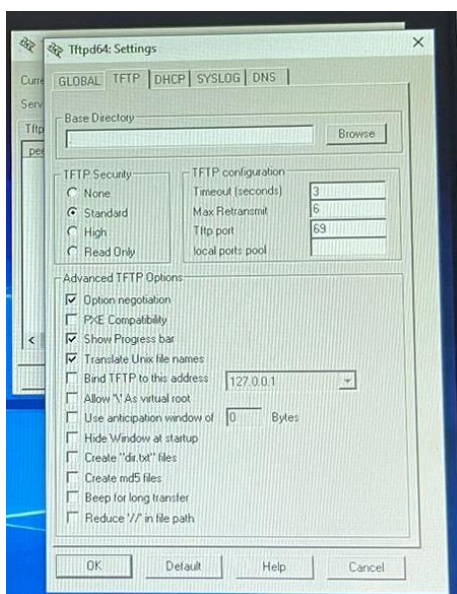 Tftpd64: Settings
GLOBAL TFTP DHCP SYSLOG DNS
Base Directory
.
Browse
TFTP Security
None
Standard
High
Read Only
TFTP configuration
Timeout (seconds) 3
Max Retransmit 6
Tftp port 69
local ports pool
Advanced TFTP Options
Option negotiation
PXE Compatibility
Show Progress bar
Translate Unix file names
Bind TFTP to this address 127.0.0.1
Allow '\' As virtual root
Use anticipation window of 0 Bytes
Hide Window at startup
Create "dir.txt" files
Create md5 files
Beep for long transfer
Reduce '//' in file path
OK Default Help Cancel